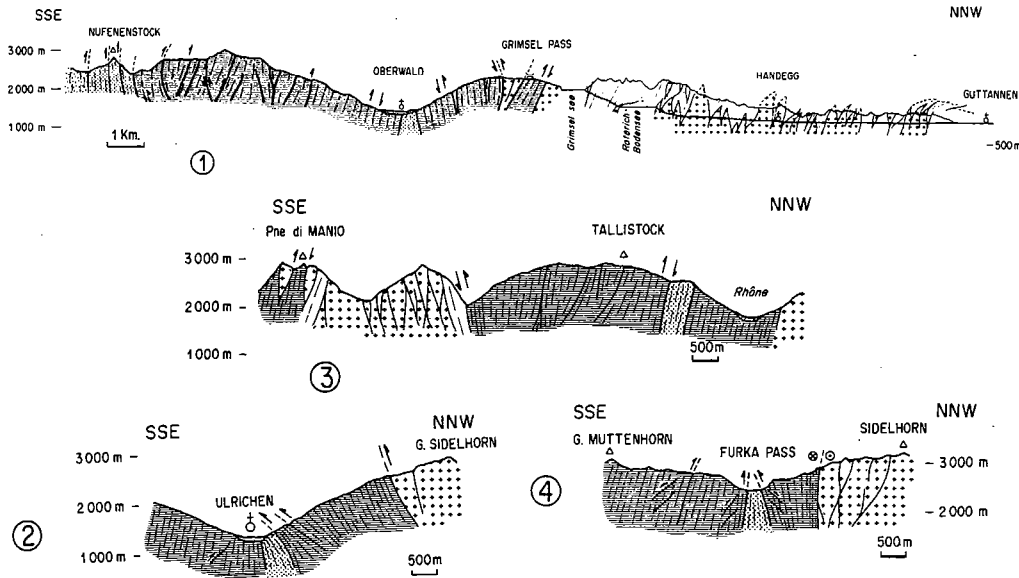 SSE
NNW
NUFENENSTOCK
GRIMSEL PASS
OBERWALD
HANDEGG
GUTTANNEN
3000 m
2000 m
1000 m
-500m
1 Km.
Grimsel see
Räterich
Bodensee
1
SSE
NNW
Pne di MANIO
TALLISTOCK
3000 m
2000 m
1000 m
Rhône
500m
3
SSE
NNW
G. SIDELHORN
3000 m
2000 m
1000 m
ULRICHEN
500m
2
SSE
NNW
G. MUTTENHORN
FURKA PASS
SIDELHORN
3000 m
2000 m
500m
4